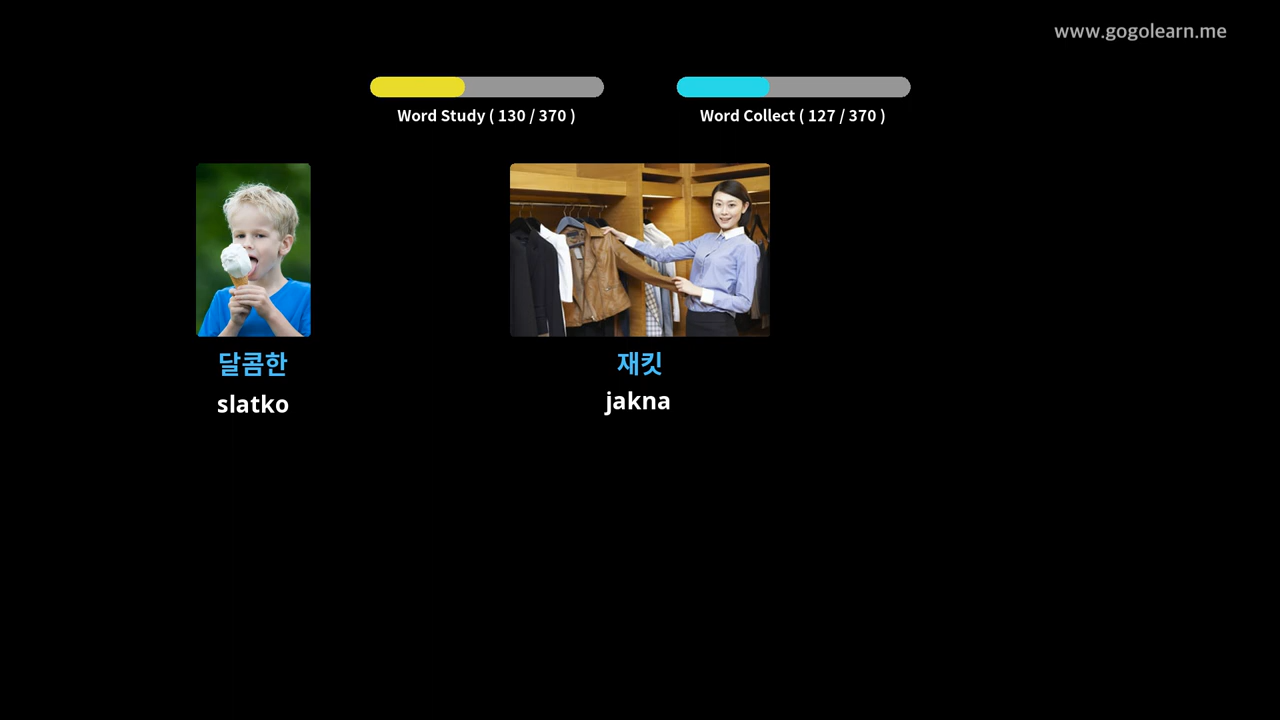 www.gogolearn.me
Word Study ( 130 / 370 )
Word Collect ( 127 / 370 )
달콤한
slatko
재킷
jakna